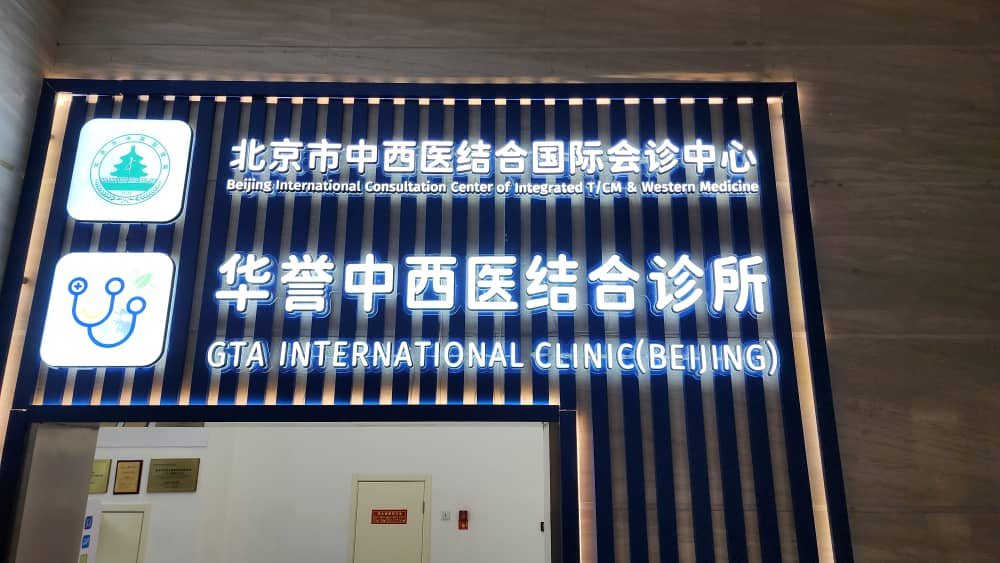 北京市中西医结合国际会诊中心
Beijing International Consultation Center of Integrated T/CM & Western Medicine
华誉中西医结合诊所
GTA INTERNATIONAL CLINIC(BEIJING)